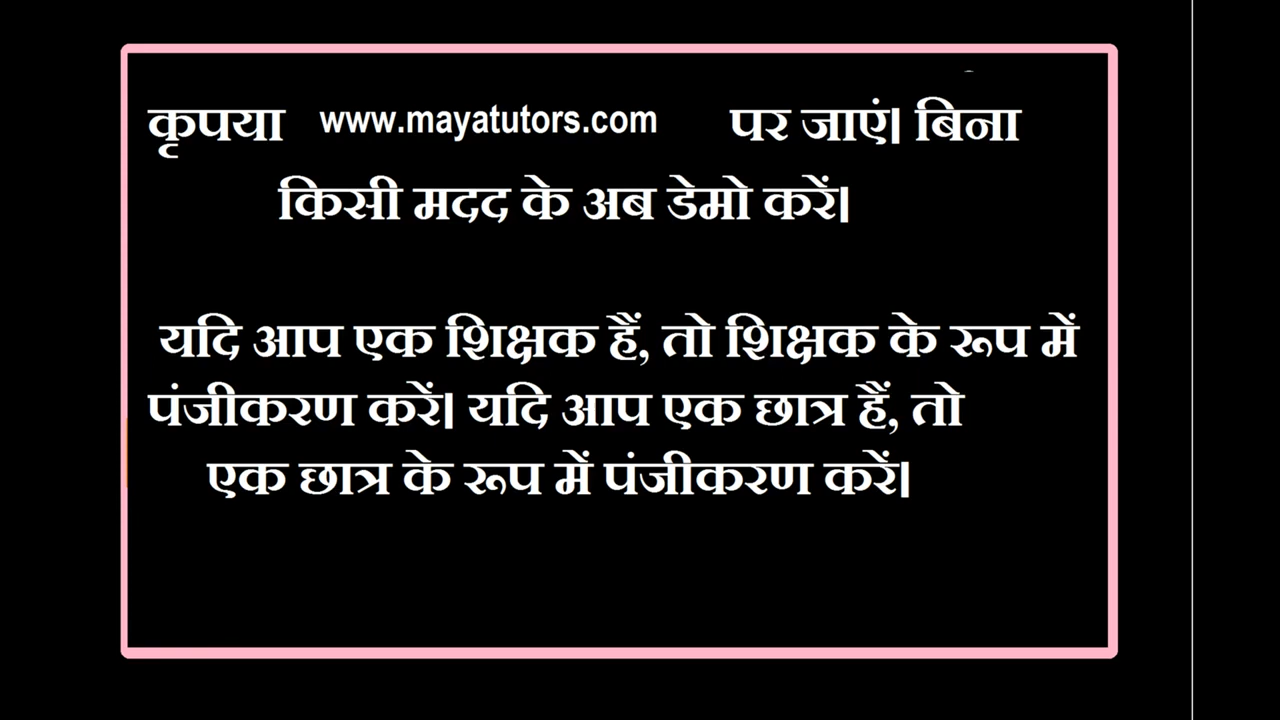 कृपया www.mayatutors.com पर जाएं। बिना
किसी मदद के अब डेमो करें।
यदि आप एक शिक्षक हैं, तो शिक्षक के रूप में
पंजीकरण करें। यदि आप एक छात्र हैं, तो
एक छात्र के रूप में पंजीकरण करें।